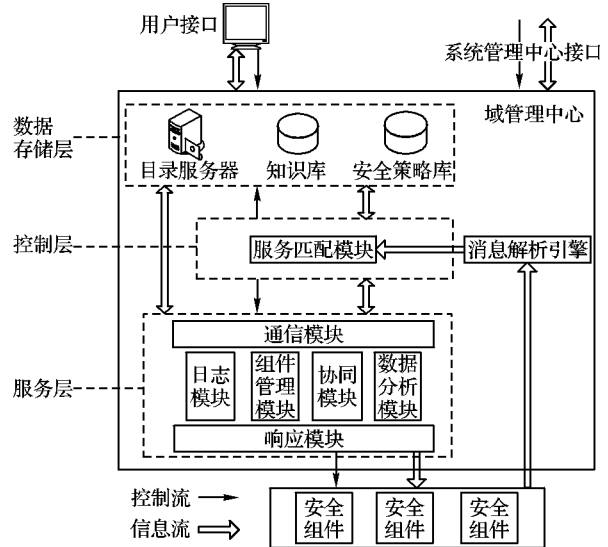 用户接口
系统管理中心接口
域管理中心
数据
存储层
目录服务器
知识库
安全策略库
控制层
服务匹配模块
消息解析引擎
服务层
通信模块
日志
模块
组件
管理
模块
协同
模块
数据
分析
模块
响应模块
控制流
信息流
安全
组件
安全
组件
安全
组件